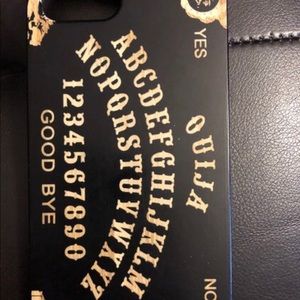 YES
NO
OUIJA
ABCDEFGHIJKLM
NOPQRSTUVWXYZ
1234567890
GOOD BYE